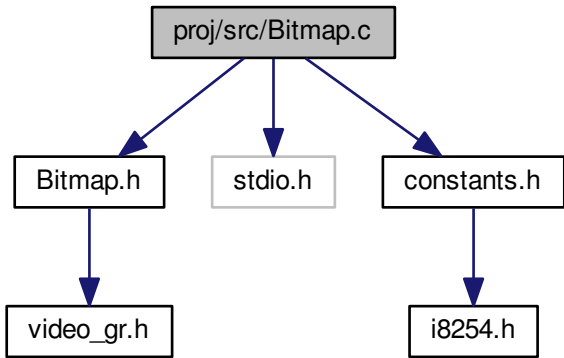 proj/src/Bitmap.c
Bitmap.h
stdio.h
constants.h
video_gr.h
i8254.h